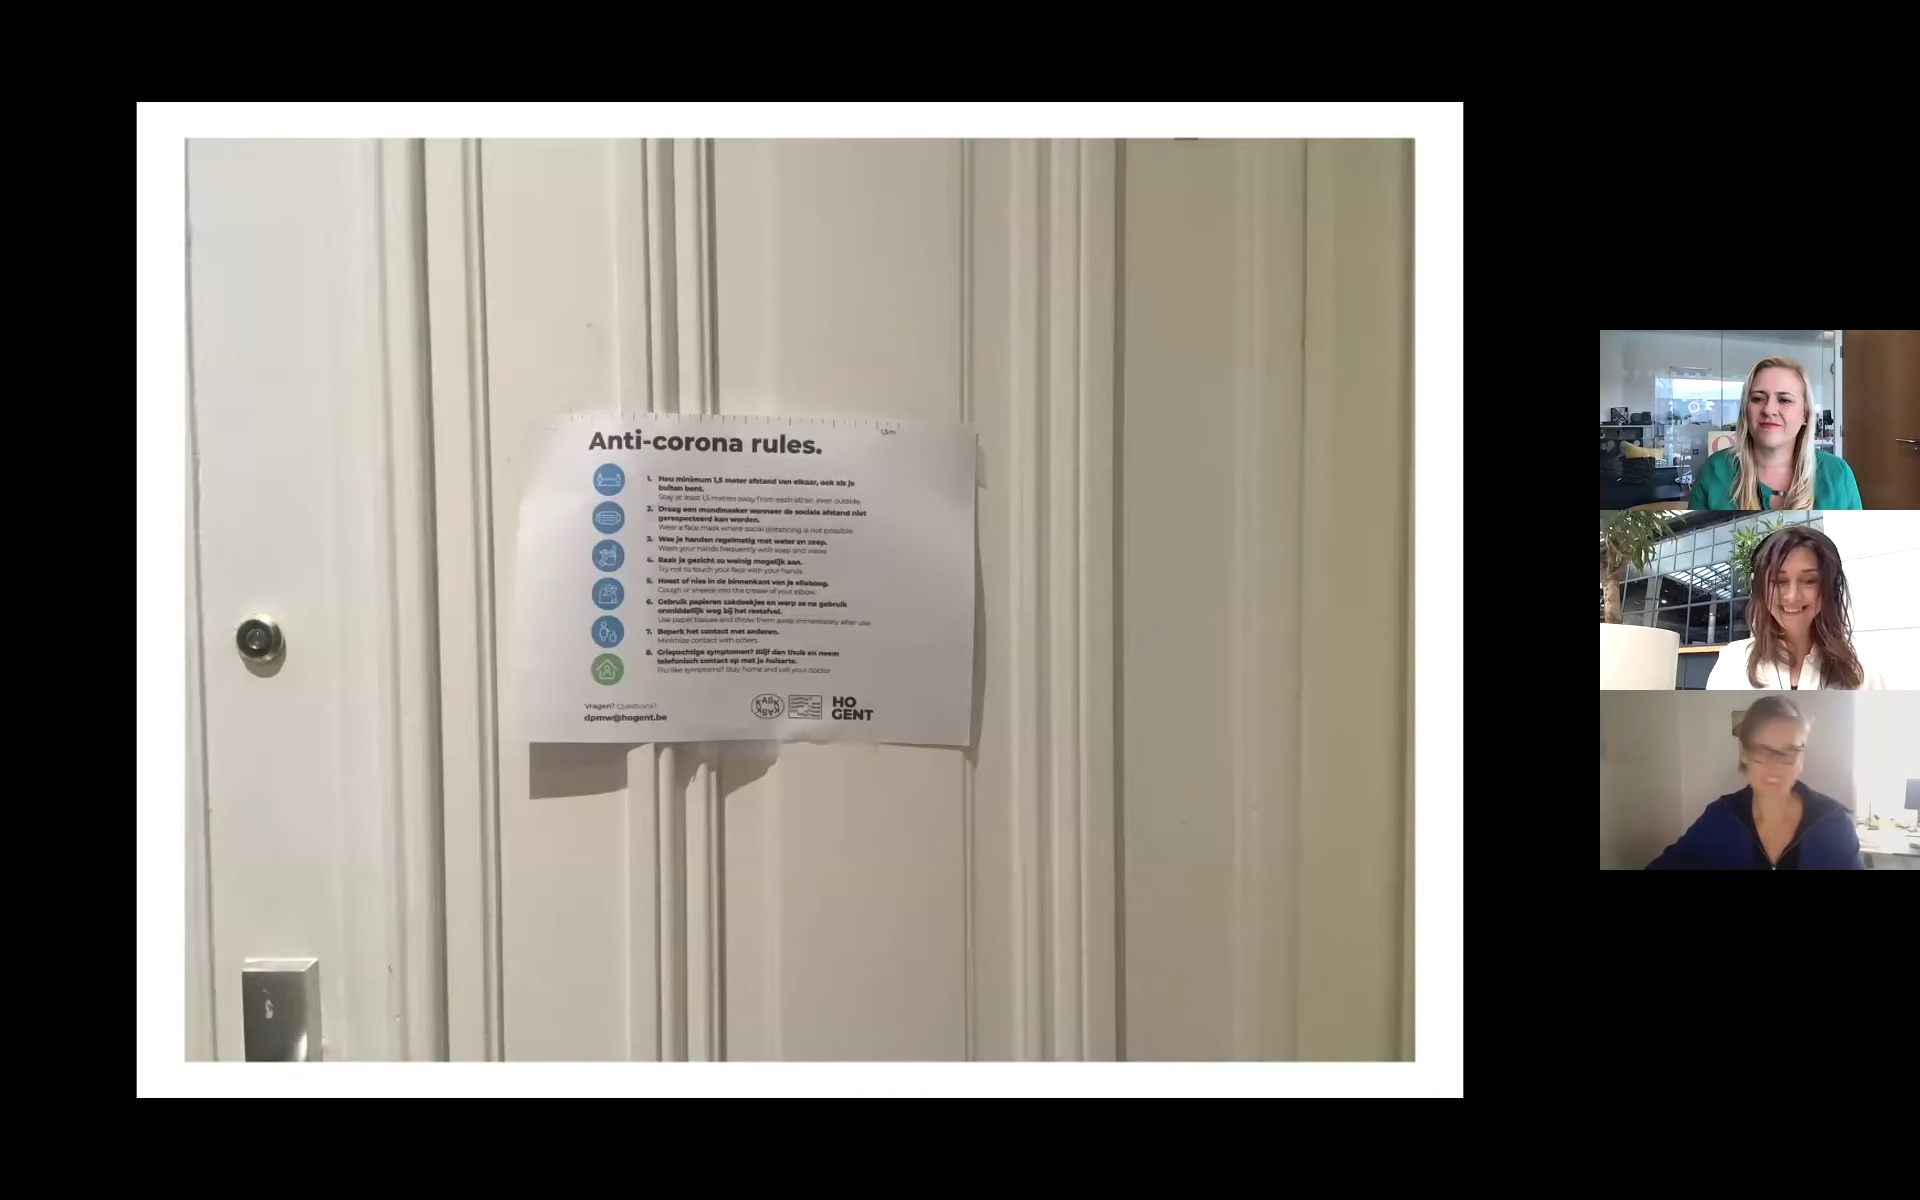 1,5m
Anti-corona rules.
1. Hou minimum 1,5 meter afstand van elkaar, ook als je
buiten bent.
Stay at least 1,5 metres away from each other, even outside.
2. Draag een mondmasker wanneer de sociale afstand niet
gerespecteerd kan worden.
Wear a face mask where social distancing is not possible
3. Was je handen regelmatig met water en zeep.
Wash your hands frequently with soap and water
4. Raak je gezicht zo weinig mogelijk aan.
Try not to touch your face with your hands.
5. Hoest of nies in de binnenkant van je elleboog.
Cough or sneeze into the crease of your elbow.
6. Gebruik papieren zakdoekjes en werp ze na gebruik
onmiddellijk weg bij het restafval.
Use paper tissues and throw them away immediately after use
7. Beperk het contact met anderen.
Minimize contact with others.
8. Griepachtige symptomen? Blijf dan thuis en neem
telefonisch contact op met je huisarts.
Flu-like symptoms? Stay home and call your doctor
Vragen? Questions?
dpmw@hogent.be
KASK
KASK
HO
GENT